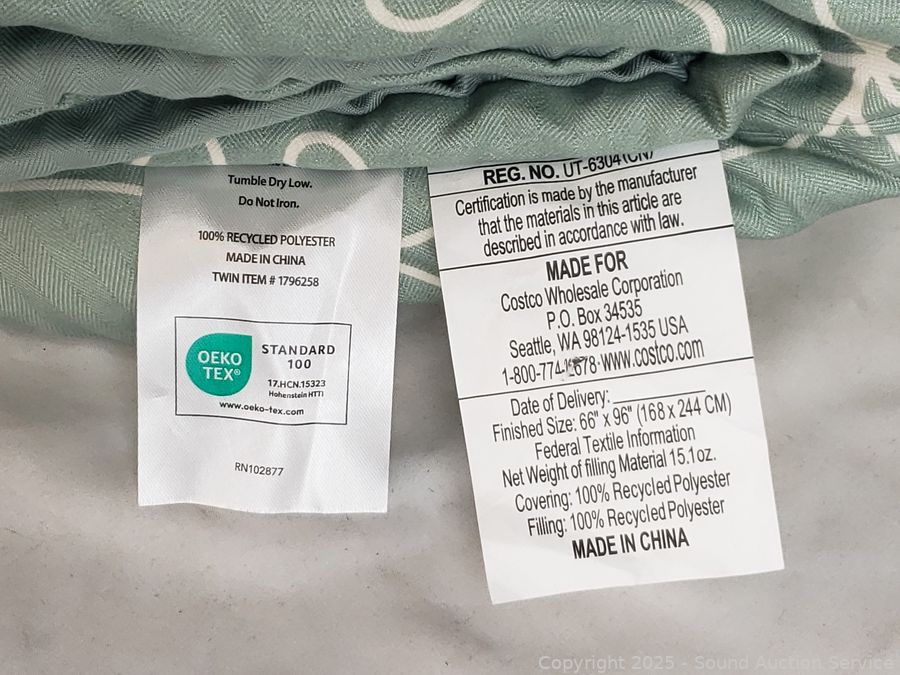 Tumble Dry Low.
Do Not Iron.
100% RECYCLED POLYESTER
MADE IN CHINA
TWIN ITEM # 1796258
OEKO
TEX®
STANDARD
100
17.HCN.15323
Hohenstein HTTI
www.oeko-tex.com
RN102877
REG. NO. UT-6304(CN)
Certification is made by the manufacturer
that the materials in this article are
described in accordance with law.
MADE FOR
Costco Wholesale Corporation
P.O. Box 34535
Seattle, WA 98124-1535 USA
1-800-774-2678·www.costco.com
Date of Delivery:
Finished Size: 66" x 96" (168 x 244 CM)
Federal Textile Information
Net Weight of filling Material 15.1oz.
Covering: 100% Recycled Polyester
Filling: 100% Recycled Polyester
MADE IN CHINA
Copyright 2025 - Sound Auction Service